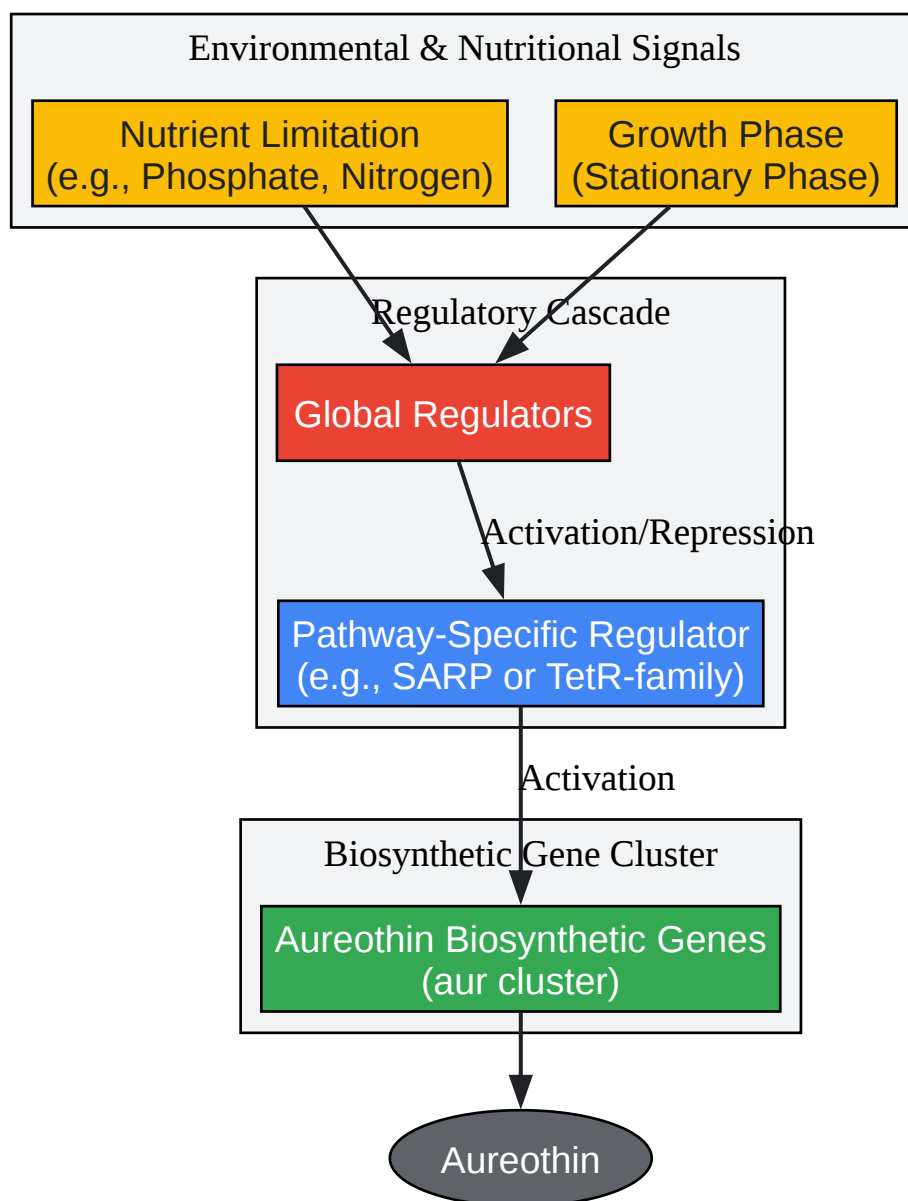 Environmental & Nutritional Signals
Nutrient Limitation
(e.g., Phosphate, Nitrogen)
Growth Phase
(Stationary Phase)
Regulatory Cascade
Global Regulators
Activation/Repression
Pathway-Specific Regulator
(e.g., SARP or TetR-family)
Activation
Biosynthetic Gene Cluster
Aureothin Biosynthetic Genes
(aur cluster)
Aureothin